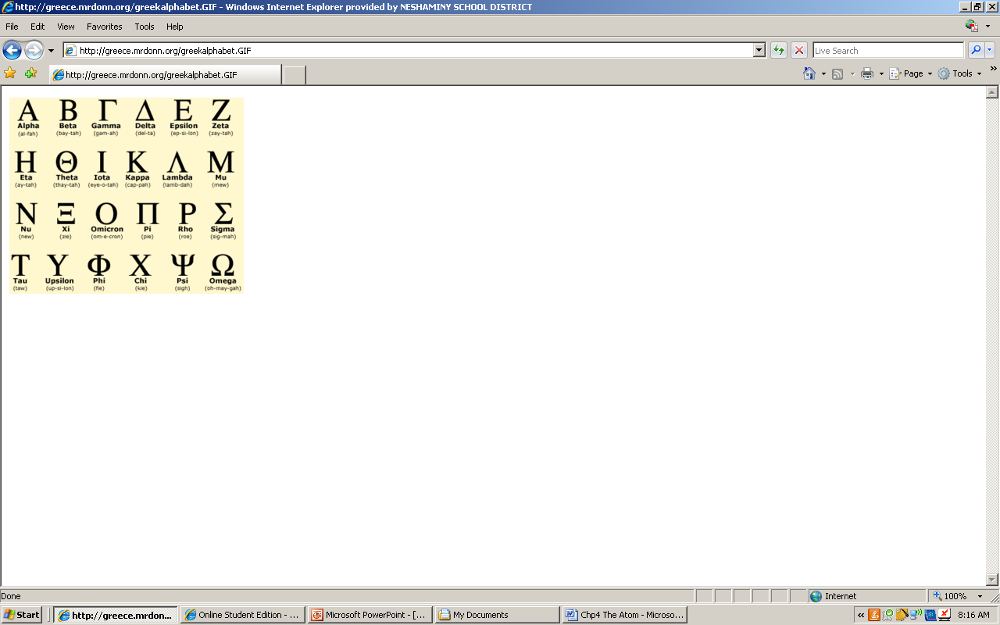 http://greece.mrdonn.org/greekalphabet.GIF - Windows Internet Explorer provided by NESHAMINY SCHOOL DISTRICT
File Edit View Favorites Tools Help
http://greece.mrdonn.org/greekalphabet.GIF Live Search
http://greece.mrdonn.org/greekalphabet.GIF Page Tools »
Α Β Γ Δ Ε Ζ
Alpha Beta Gamma Delta Epsilon Zeta
(al-fah) (bay-tah) (gam-ah) (del-ta) (ep-si-lon) (zay-tah)
Η Θ Ι Κ Λ Μ
Eta Theta Iota Kappa Lambda Mu
(ay-tah) (thay-tah) (eye-o-tah) (cap-pah) (lamb-dah) (mew)
Ν Ξ Ο Π Ρ Σ
Nu Xi Omicron Pi Rho Sigma
(new) (zie) (om-e-cron) (pie) (roe) (sig-mah)
Τ Υ Φ Χ Ψ Ω
Tau Upsilon Phi Chi Psi Omega
(taw) (up-si-lon) (fie) (kie) (sigh) (oh-may-gah)
Done Internet 100%
Start http://greece.mrdon... Online Student Edition - ... Microsoft PowerPoint - [... My Documents Chp4 The Atom - Microso... « 8:16 AM